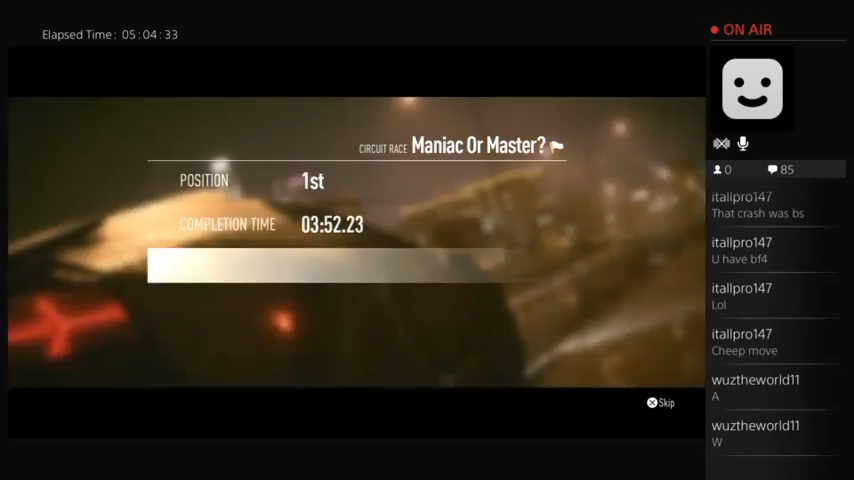 Elapsed Time: 05:04:33
ON AIR
CIRCUIT RACE Maniac Or Master?
POSITION 1st
COMPLETION TIME 03:52.23
Skip
0 85
itallpro147
That crash was bs
itallpro147
U have bf4
itallpro147
Lol
itallpro147
Cheep move
wuztheworld11
A
wuztheworld11
W